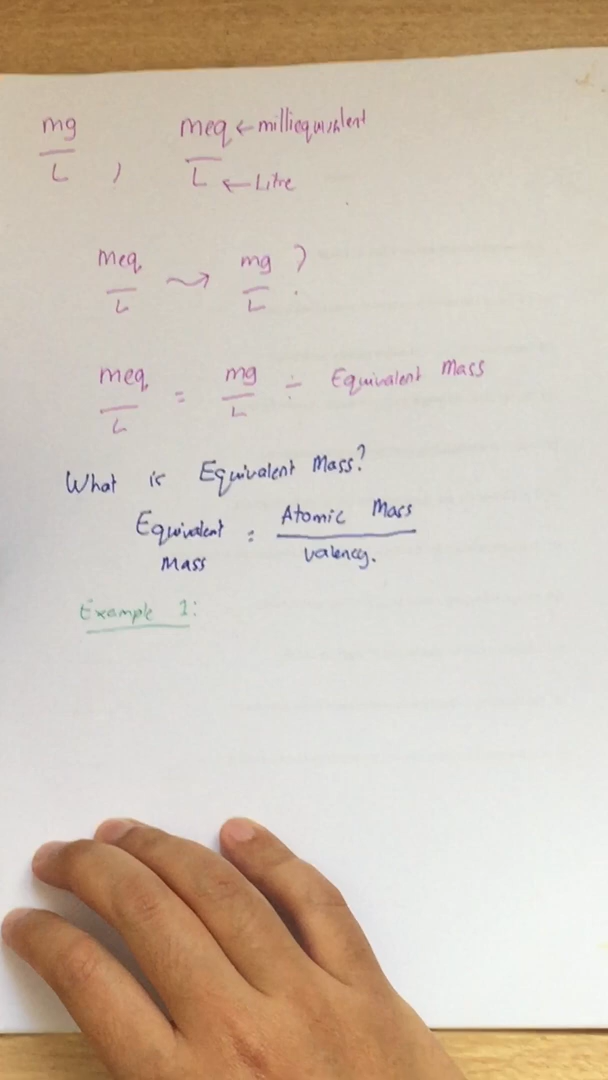 mg/L , meq/L ← milliequivalent
← Litre
meq/L ⤳ mg/L ?
meq/L = mg/L ÷ Equivalent Mass
What is Equivalent Mass?
Equivalent Mass = Atomic Mass / valency.
Example 1: